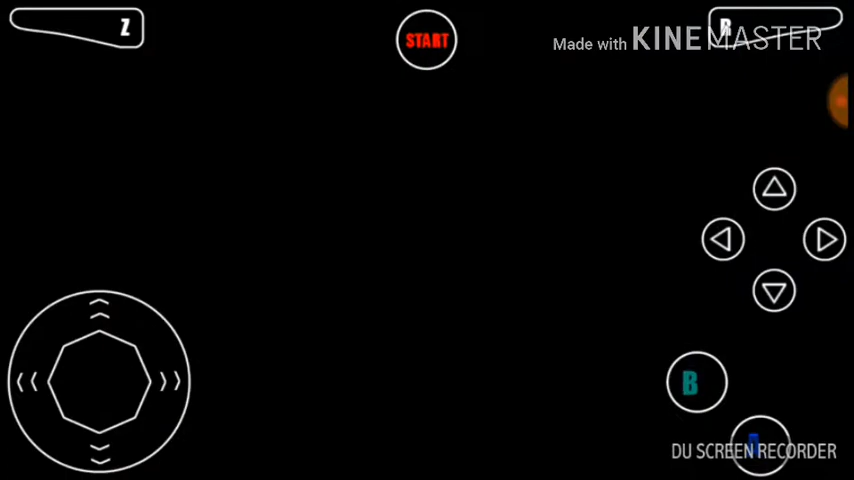 Z
START
R
Made with KINEMASTER
B
DU SCREEN RECORDER